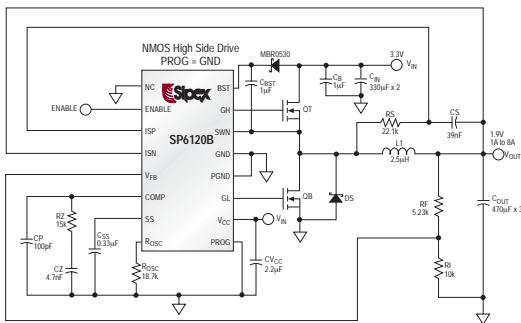 NMOS High Side Drive
PROG = GND
MBR0530
3.3V
VIN
NC
Sipex
BST
CBST
1µF
CB
1µF
CIN
330µF x 2
ENABLE
ENABLE
GH
QT
RS
22.1k
CS
39nF
ISP
SWN
SP6120B
ISN
GND
L1
2.5µH
1.9V
1A to 8A
VOUT
VFB
PGND
COMP
GL
QB
DS
RF
5.23k
COUT
470µF x 3
CP
100pF
RZ
15k
SS
VCC
VIN
CSS
0.33µF
ROSC
PROG
CZ
4.7nF
ROSC
18.7k
CVCC
2.2µF
RI
10k